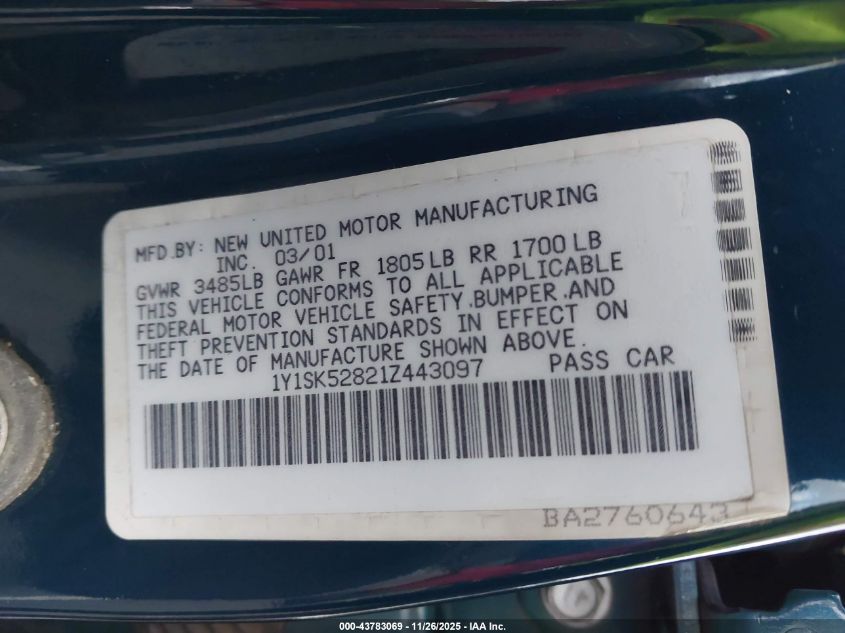 MFD.BY: NEW UNITED MOTOR MANUFACTURING
INC. 03/01
GVWR 3485LB GAWR FR 1805LB RR 1700LB
THIS VEHICLE CONFORMS TO ALL APPLICABLE
FEDERAL MOTOR VEHICLE SAFETY,BUMPER,AND
THEFT PREVENTION STANDARDS IN EFFECT ON
THE DATE OF MANUFACTURE SHOWN ABOVE.
1Y1SK52821Z443097 PASS CAR
BA2760643
000-43783069 - 11/26/2025 - IAA Inc.